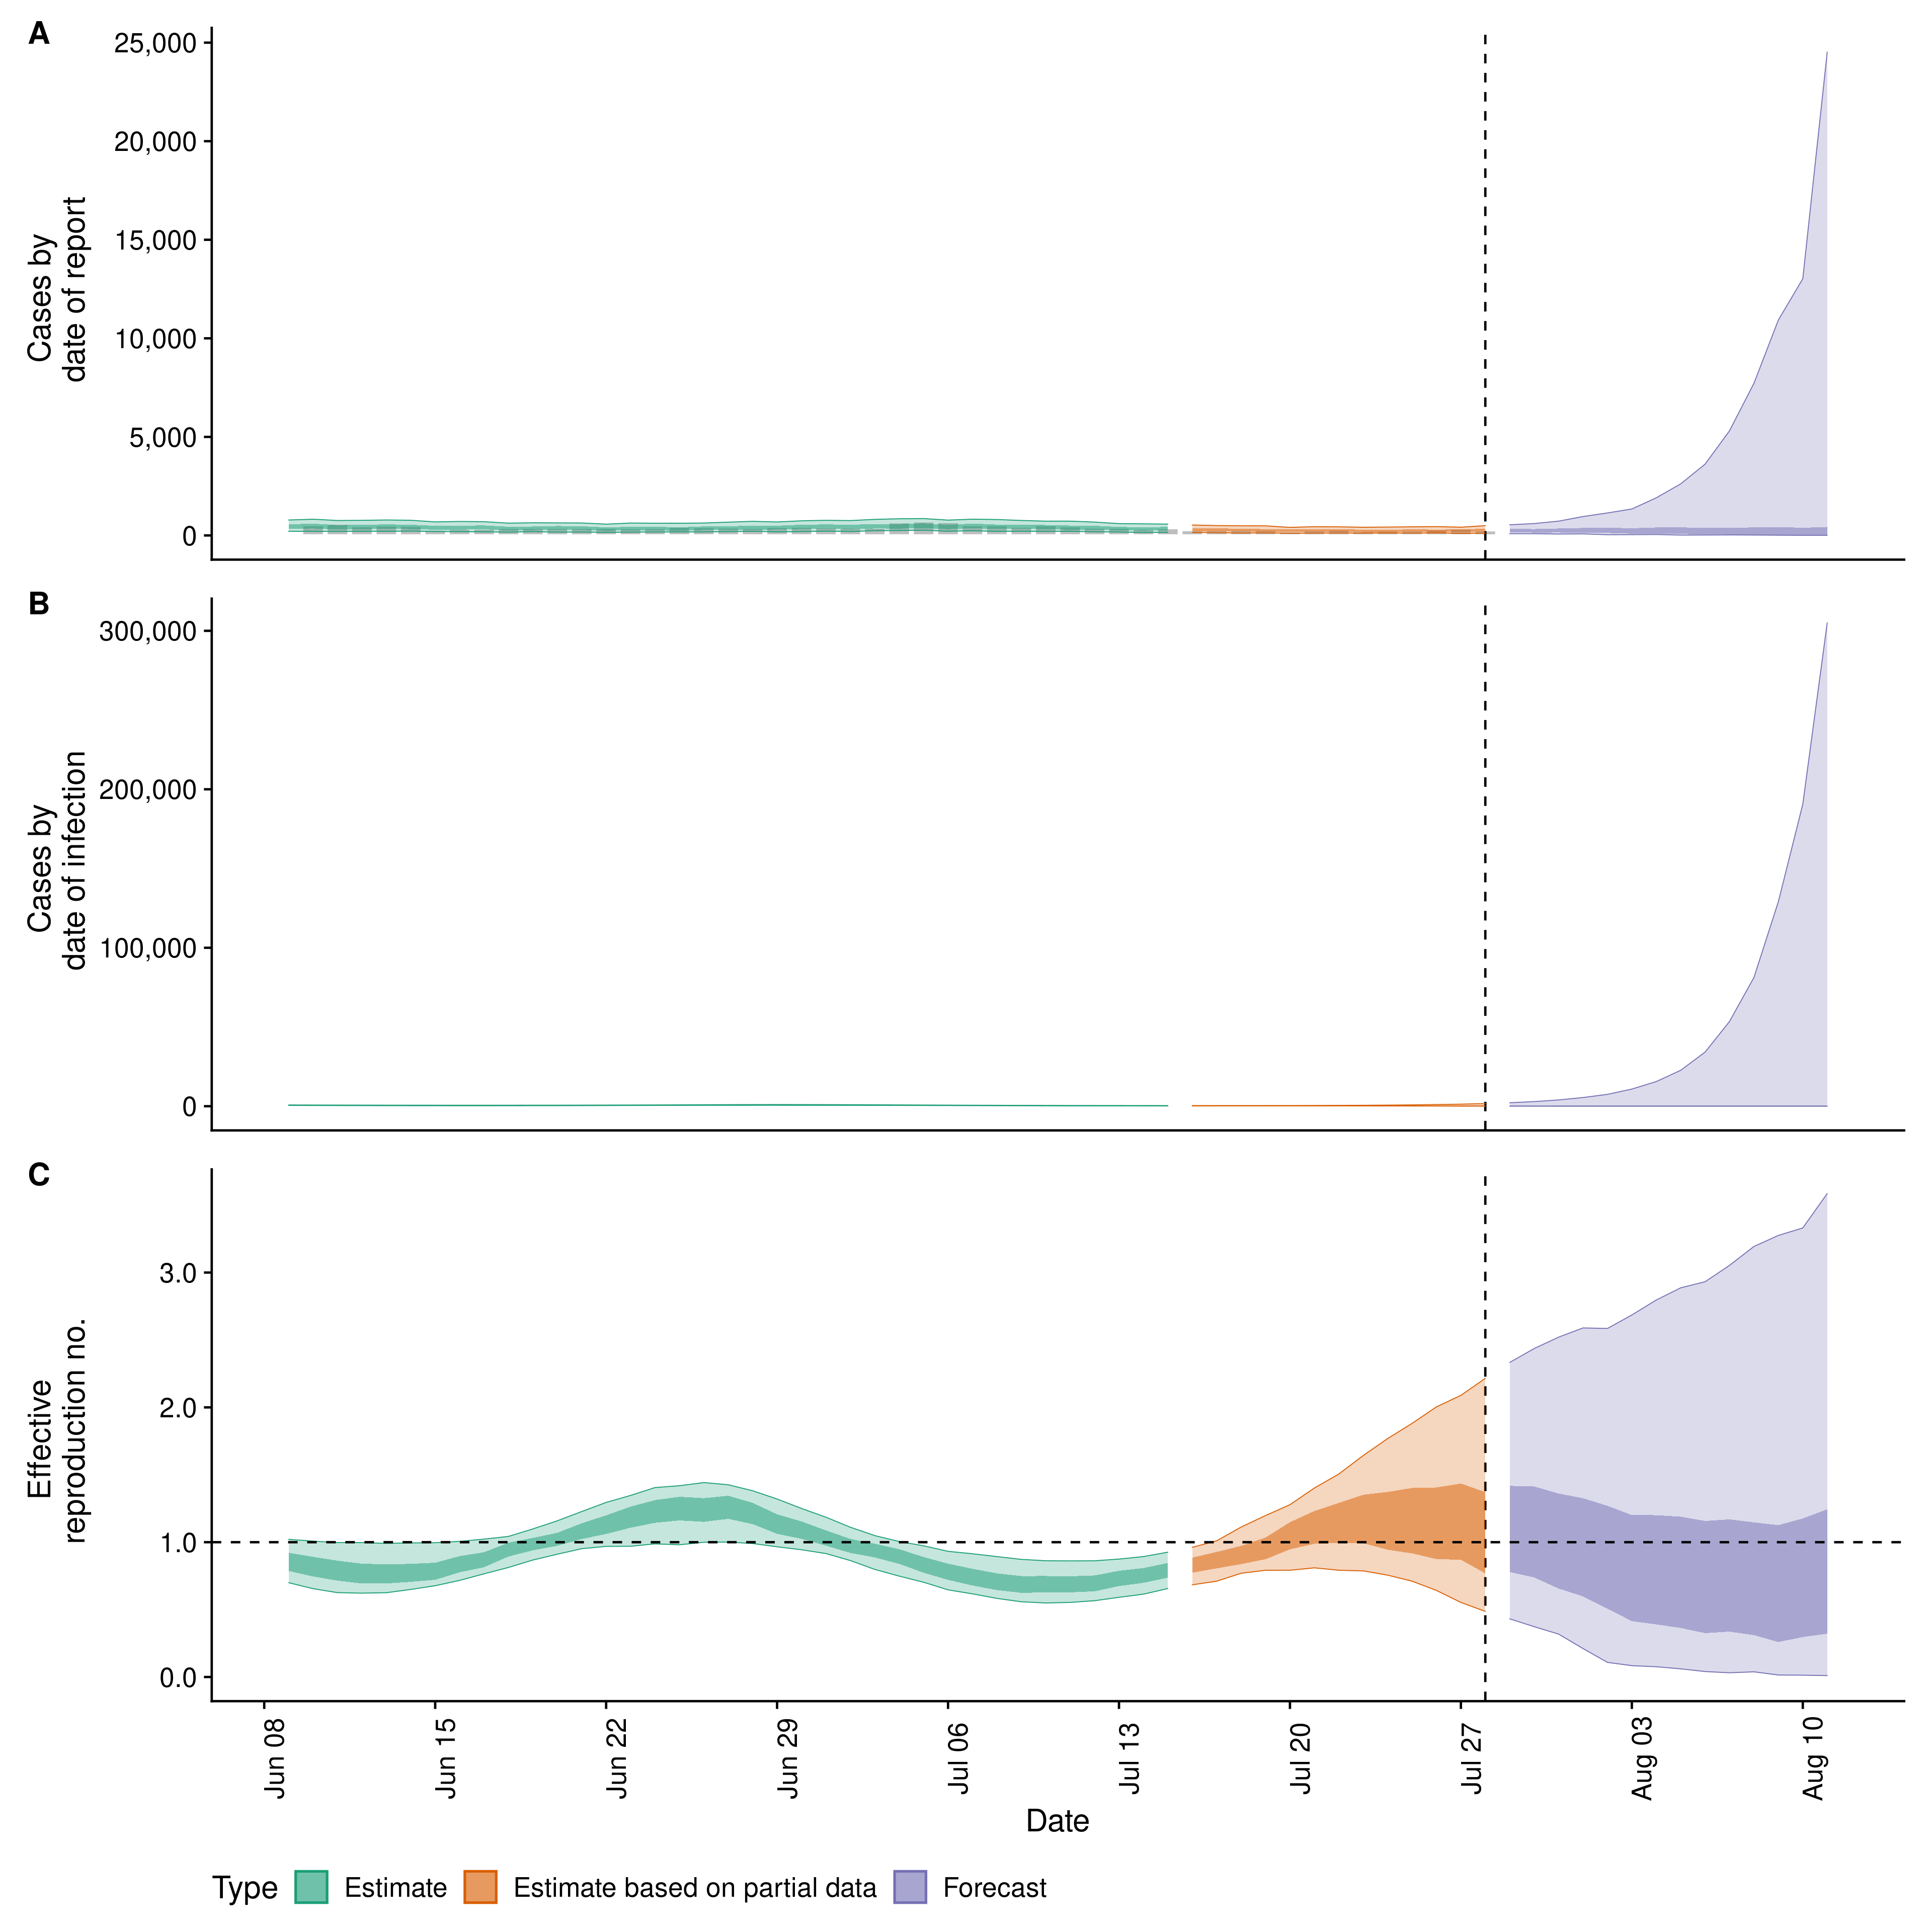 A
25,000
20,000
15,000
10,000
5,000
0
Cases by
date of report
B
300,000
200,000
100,000
0
Cases by
date of infection
C
3.0
2.0
1.0
0.0
Effective
reproduction no.
Jun 08
Jun 15
Jun 22
Jun 29
Jul 06
Jul 13
Jul 20
Jul 27
Aug 03
Aug 10
Date
Type Estimate Estimate based on partial data Forecast